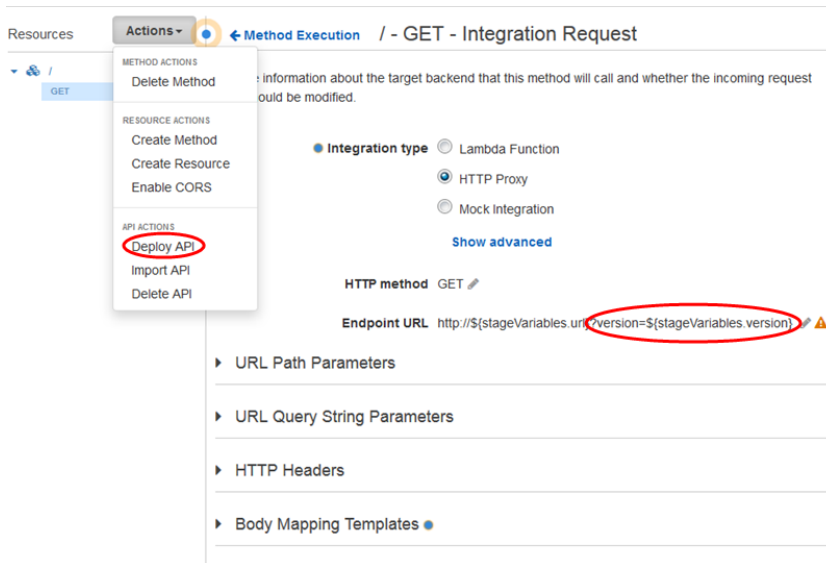 Resources
Actions
Method Execution / - GET - Integration Request
METHOD ACTIONS
Delete Method
/
GET
information about the target backend that this method will call and whether the incoming request
ould be modified.
RESOURCE ACTIONS
Create Method
Create Resource
Enable CORS
Integration type Lambda Function
HTTP Proxy
Mock Integration
API ACTIONS
Deploy API
Import API
Delete API
Show advanced
HTTP method GET
Endpoint URL http://${stageVariables.url}?version=${stageVariables.version}
URL Path Parameters
URL Query String Parameters
HTTP Headers
Body Mapping Templates